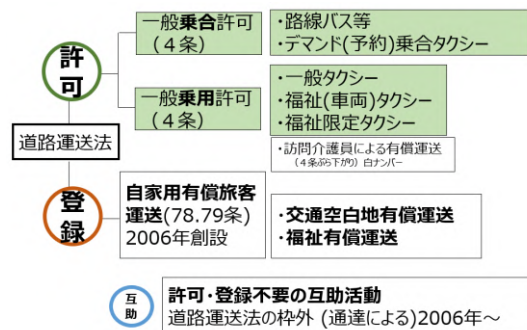 道路運送法
許可
一般乗合許可
(4条)
・路線バス等
・デマンド(予約)乗合タクシー
一般乗用許可
(4条)
・一般タクシー
・福祉(車両)タクシー
・福祉限定タクシー
・訪問介護員による有償運送
(4条ぶら下がり) 白ナンバー
登録
自家用有償旅客
運送(78.79条)
2006年創設
・交通空白地有償運送
・福祉有償運送
互助
許可・登録不要の互助活動
道路運送法の枠外 (通達による)2006年～